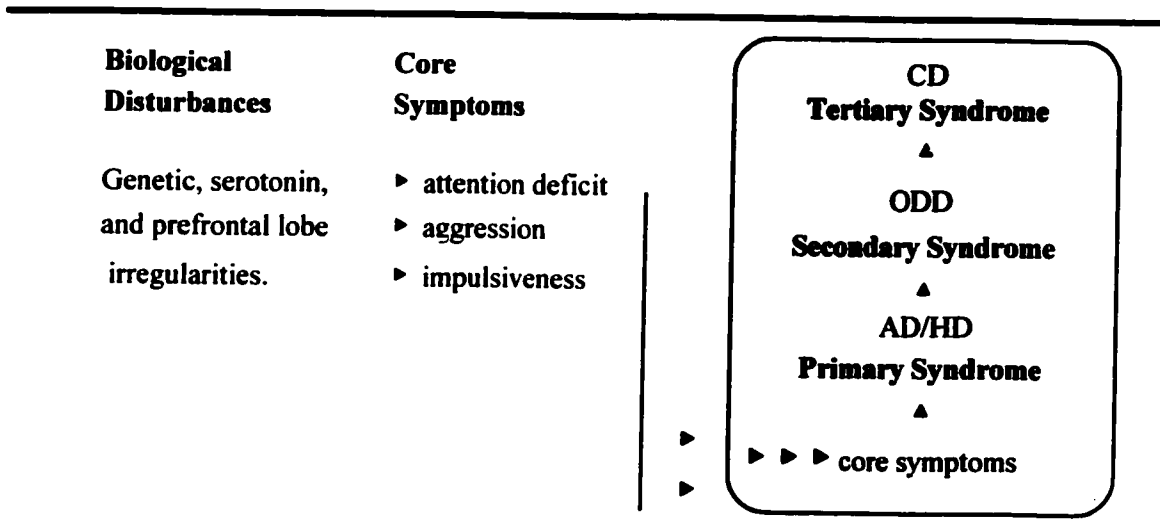 Biological
Disturbances
Genetic, serotonin,
and prefrontal lobe
irregularities.
Core
Symptoms
▸ attention deficit
▸ aggression
▸ impulsiveness
CD
Tertiary Syndrome
ODD
Secondary Syndrome
AD/HD
Primary Syndrome
core symptoms